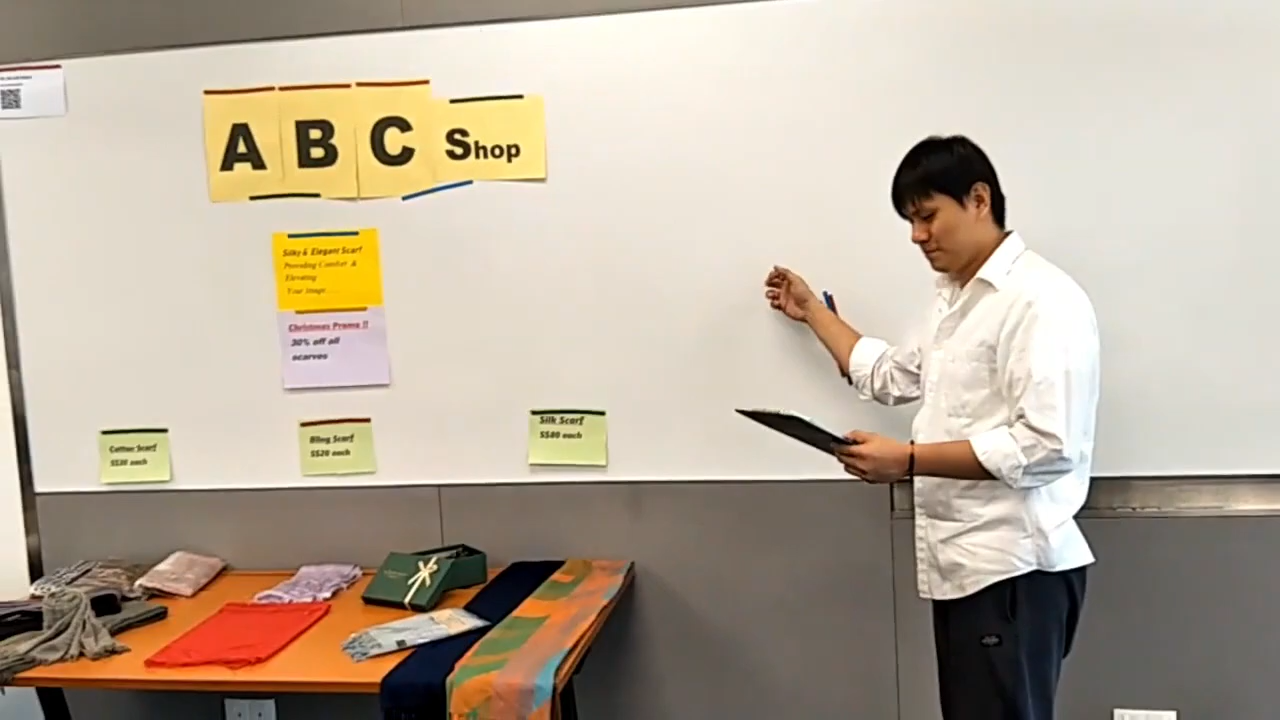 A B C Shop
Silky & Elegant Scarf
Providing Comfort &
Elevating
Your Image....
Christmas Promo !!
30% off all
scarves
Cotton Scarf
S$30 each
Bling Scarf
S$20 each
Silk Scarf
S$80 each